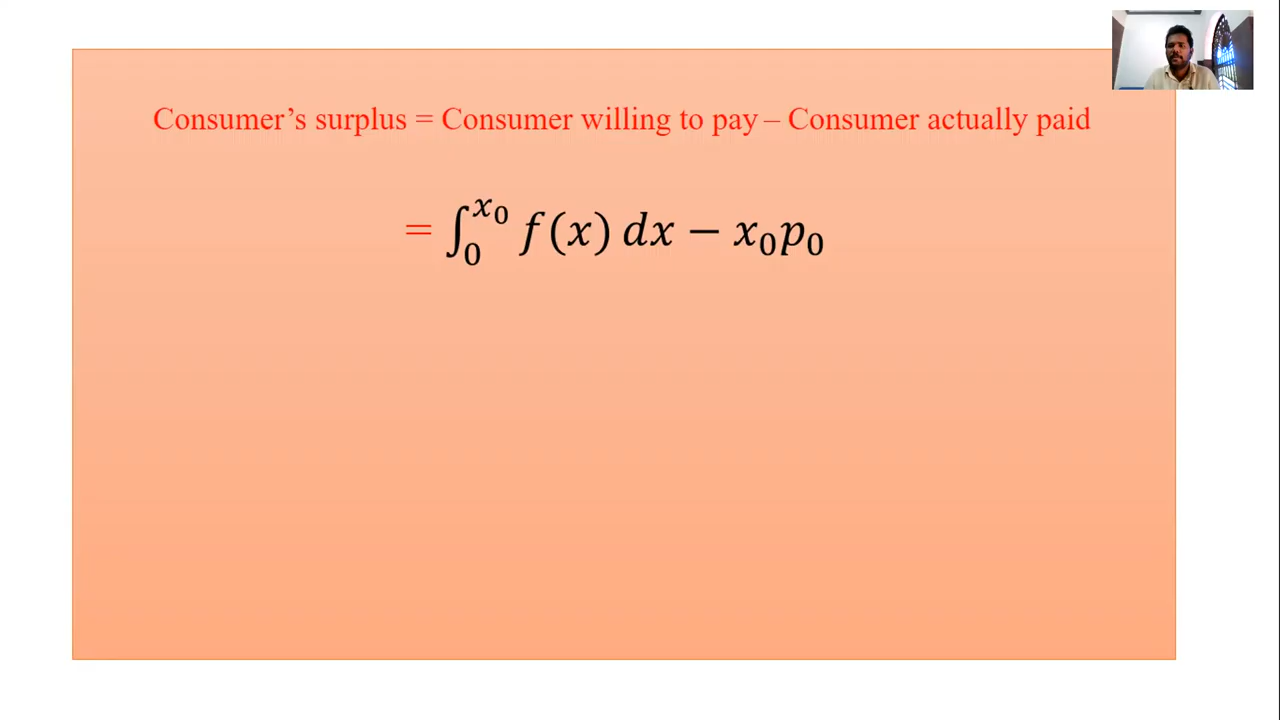 Consumer’s surplus = Consumer willing to pay – Consumer actually paid
= ∫₀^{x₀} f(x) dx − x₀p₀